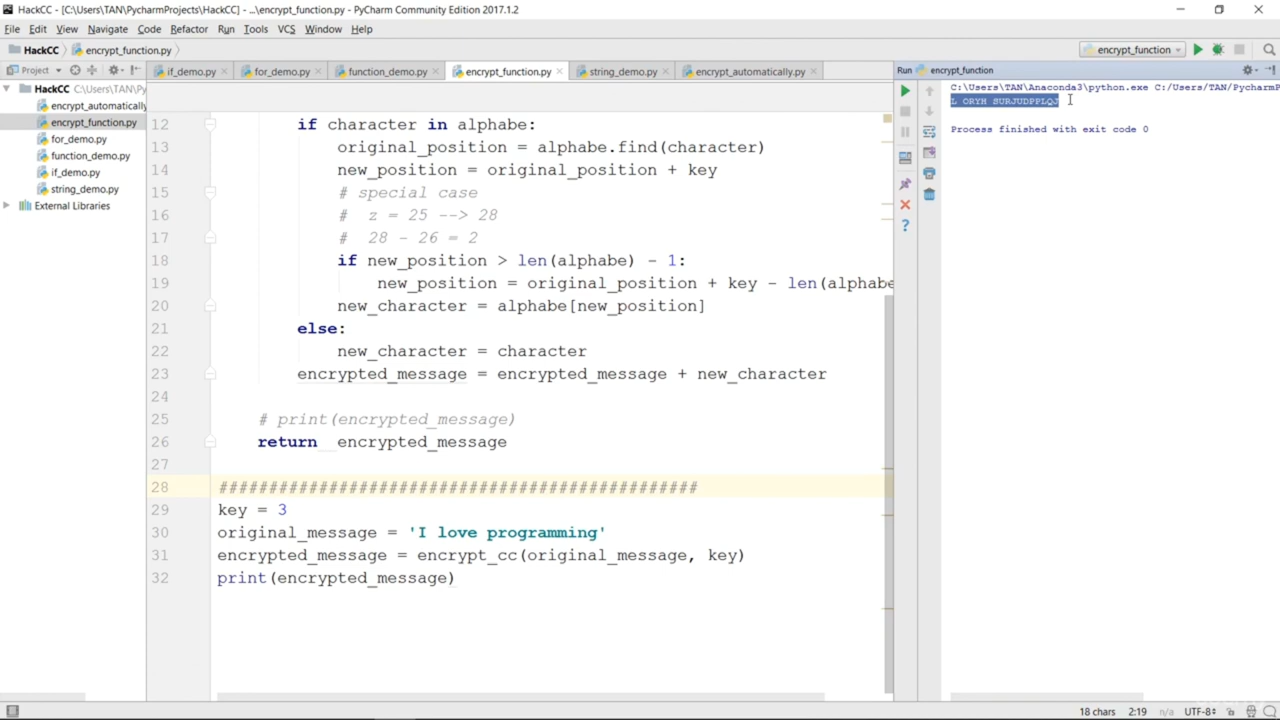 HackCC - [C:\Users\TAN\PycharmProjects\HackCC] - ...\encrypt_function.py - PyCharm Community Edition 2017.1.2
File Edit View Navigate Code Refactor Run Tools VCS Window Help
HackCC encrypt_function.py encrypt_function
Project if_demo.py for_demo.py function_demo.py encrypt_function.py string_demo.py encrypt_automatically.py Run encrypt_function
HackCC C:\Users\TAN\Py
encrypt_automatically
encrypt_function.py
for_demo.py
function_demo.py
if_demo.py
string_demo.py
External Libraries
12 if character in alphabe:
13 original_position = alphabe.find(character)
14 new_position = original_position + key
15 # special case
16 # z = 25 --> 28
17 # 28 - 26 = 2
18 if new_position > len(alphabe) - 1:
19 new_position = original_position + key - len(alphabe
20 new_character = alphabe[new_position]
21 else:
22 new_character = character
23 encrypted_message = encrypted_message + new_character
24
25 # print(encrypted_message)
26 return encrypted_message
27
28 ################################################
29 key = 3
30 original_message = 'I love programming'
31 encrypted_message = encrypt_cc(original_message, key)
32 print(encrypted_message)
C:\Users\TAN\Anaconda3\python.exe C:/Users/TAN/PycharmP
L ORYH SURJUDPPLQJ
Process finished with exit code 0
18 chars 2:19 n/a UTF-8